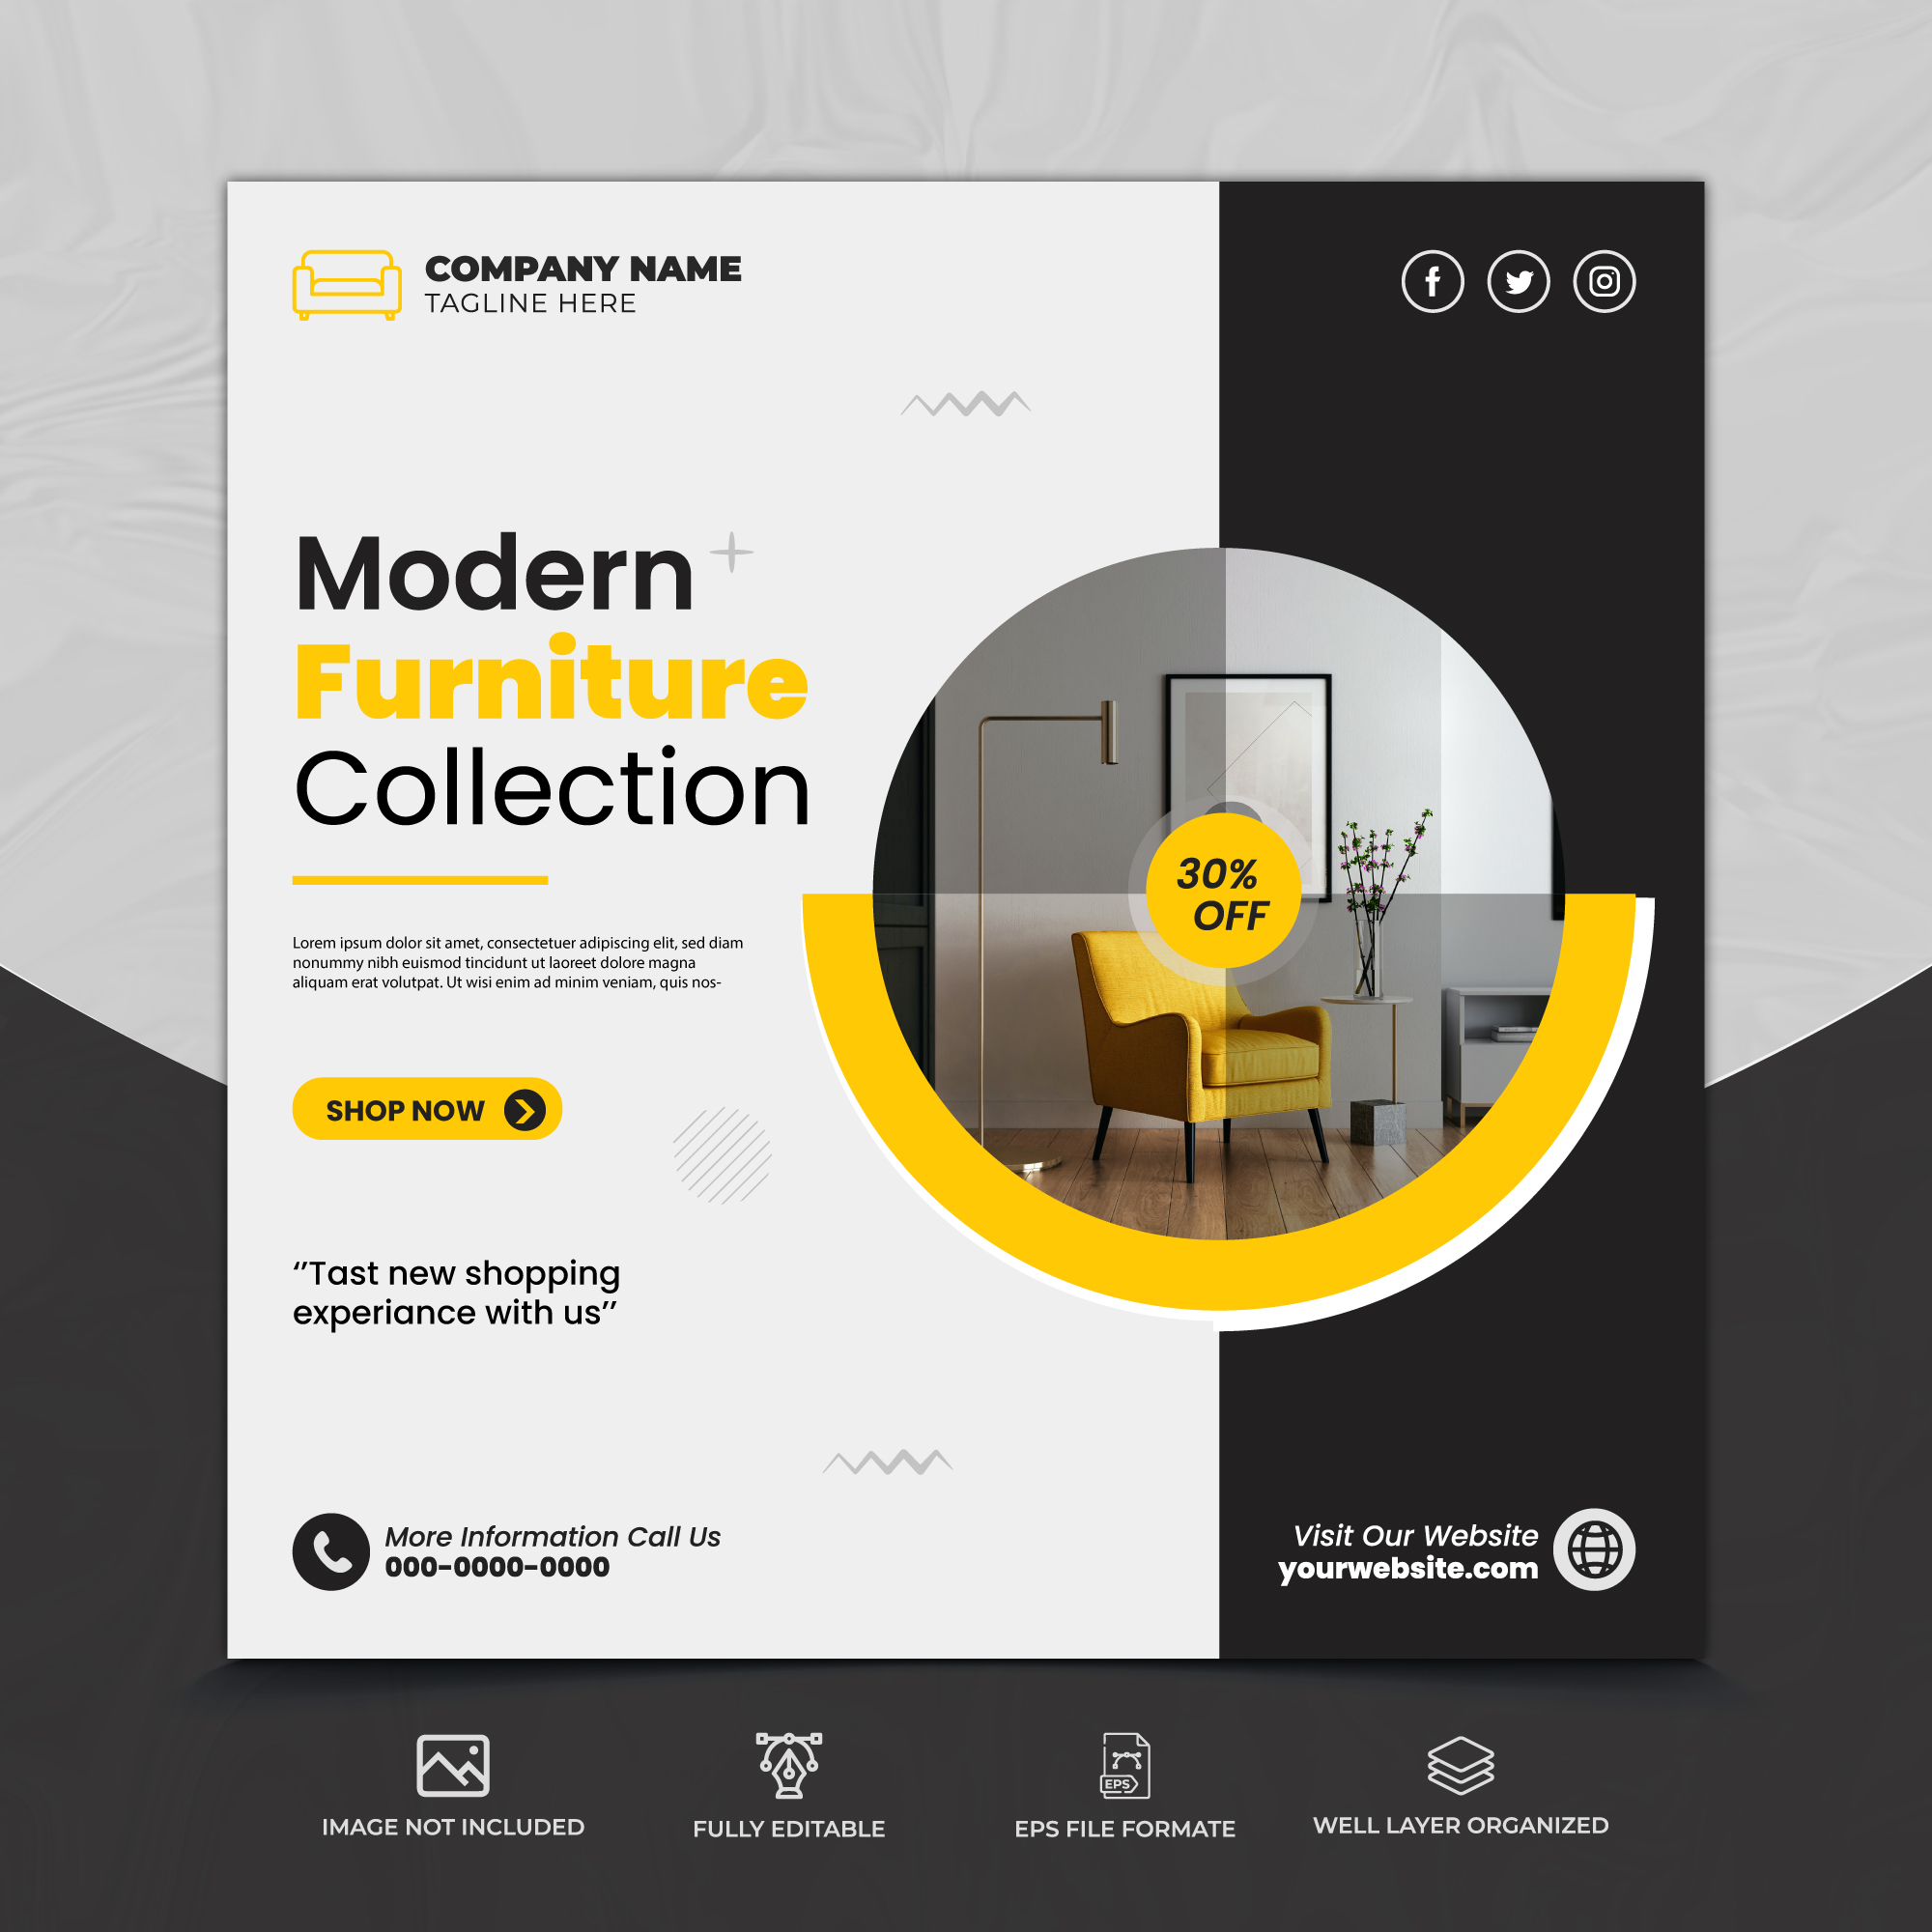 COMPANY NAME
TAGLINE HERE
Modern
Furniture
Collection
30%
OFF
Lorem ipsum dolor sit amet, consectetuer adipiscing elit, sed diam
nonummy nibh euismod tincidunt ut laoreet dolore magna
aliquam erat volutpat. Ut wisi enim ad minim veniam, quis nos-
SHOP NOW
‘’Tast new shopping
experiance with us’’
More Information Call Us
000-0000-0000
Visit Our Website
yourwebsite.com
EPS
IMAGE NOT INCLUDED
FULLY EDITABLE
EPS FILE FORMATE
WELL LAYER ORGANIZED